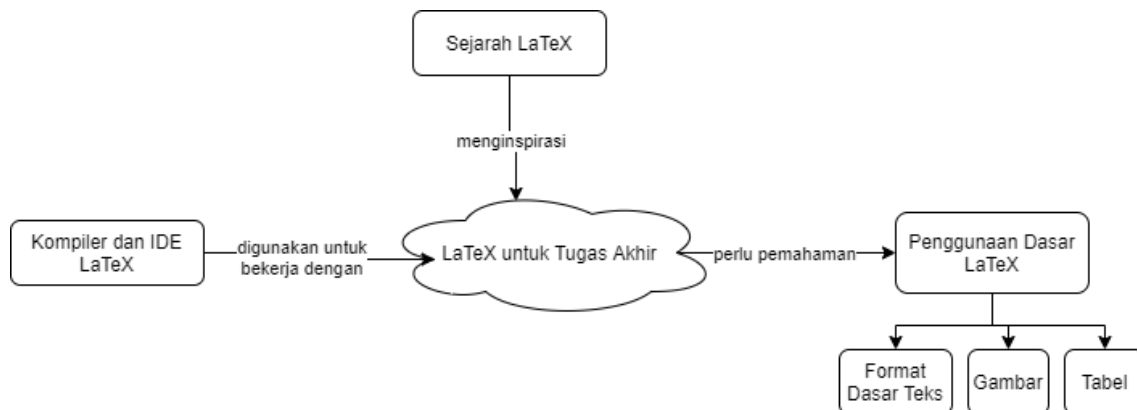 Sejarah LaTeX
menginspirasi
Kompiler dan IDE
LaTeX
digunakan untuk
bekerja dengan
LaTeX untuk Tugas Akhir
perlu pemahaman
Penggunaan Dasar
LaTeX
Format
Dasar Teks
Gambar
Tabel